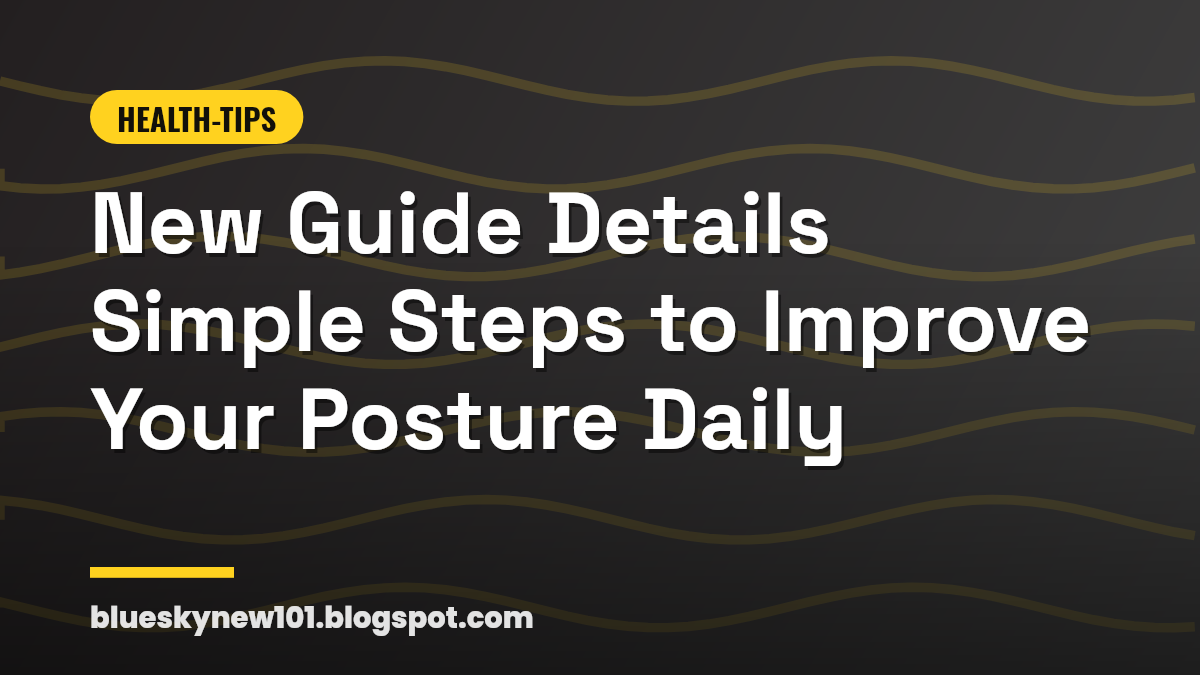 HEALTH-TIPS
New Guide Details
Simple Steps to Improve
Your Posture Daily
blueskynew101.blogspot.com